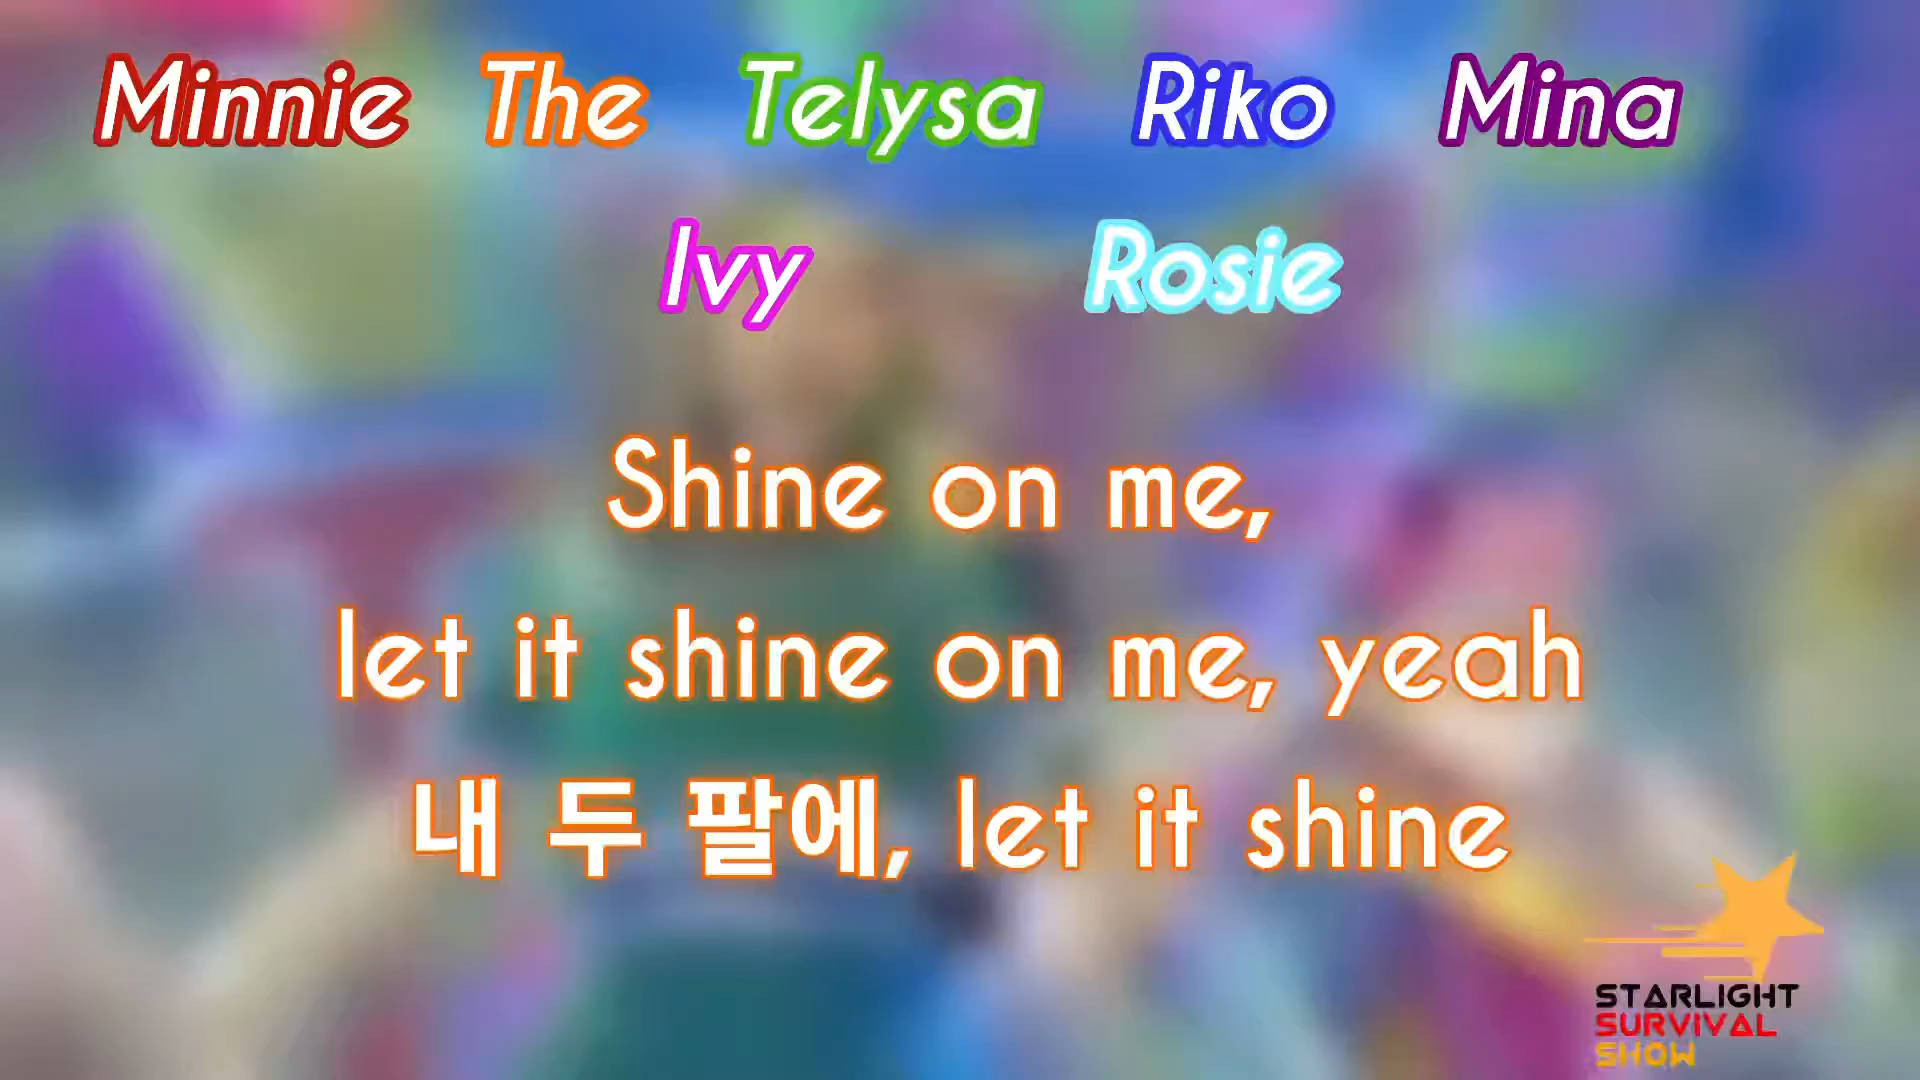 Minnie The Telysa Riko Mina
Ivy Rosie
Shine on me,
let it shine on me, yeah
내 두 팔에, let it shine
STARLIGHT
SURVIVAL
SHOW